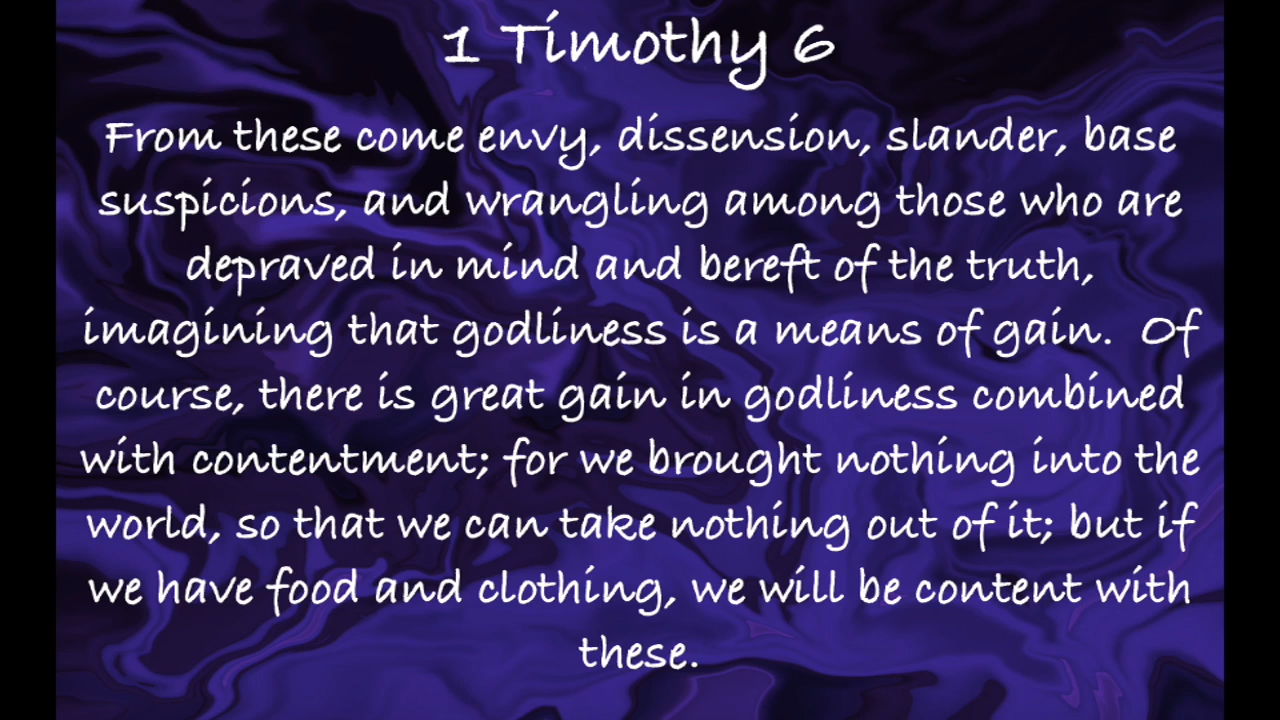 1 Timothy 6
From these come envy, dissension, slander, base
suspicions, and wrangling among those who are
depraved in mind and bereft of the truth,
imagining that godliness is a means of gain.  Of
course, there is great gain in godliness combined
with contentment; for we brought nothing into the
world, so that we can take nothing out of it; but if
we have food and clothing, we will be content with
these.